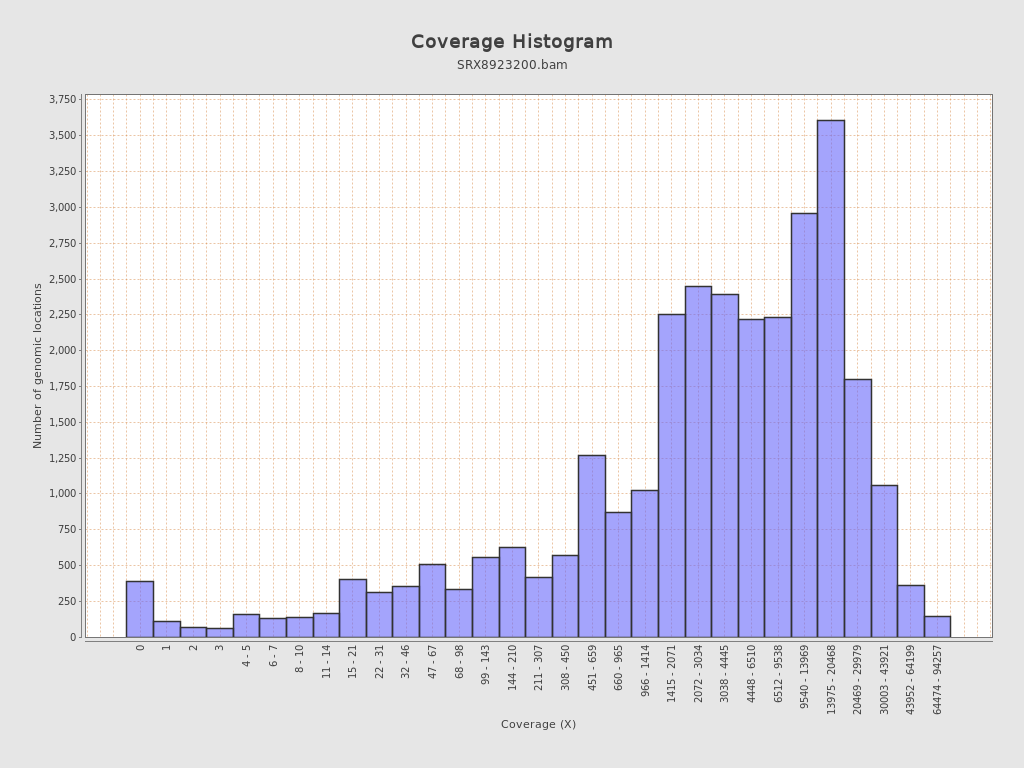 Coverage Histogram
SRX8923200.bam
Number of genomic locations
3,750
3,500
3,250
3,000
2,750
2,500
2,250
2,000
1,750
1,500
1,250
1,000
750
500
250
0
0
1
2
3
4 - 5
6 - 7
8 - 10
11 - 14
15 - 21
22 - 31
32 - 46
47 - 67
68 - 98
99 - 143
144 - 210
211 - 307
308 - 450
451 - 659
660 - 965
966 - 1414
1415 - 2071
2072 - 3034
3038 - 4445
4448 - 6510
6512 - 9538
9540 - 13969
13975 - 20468
20469 - 29979
30003 - 43921
43952 - 64199
64474 - 94257
Coverage (X)